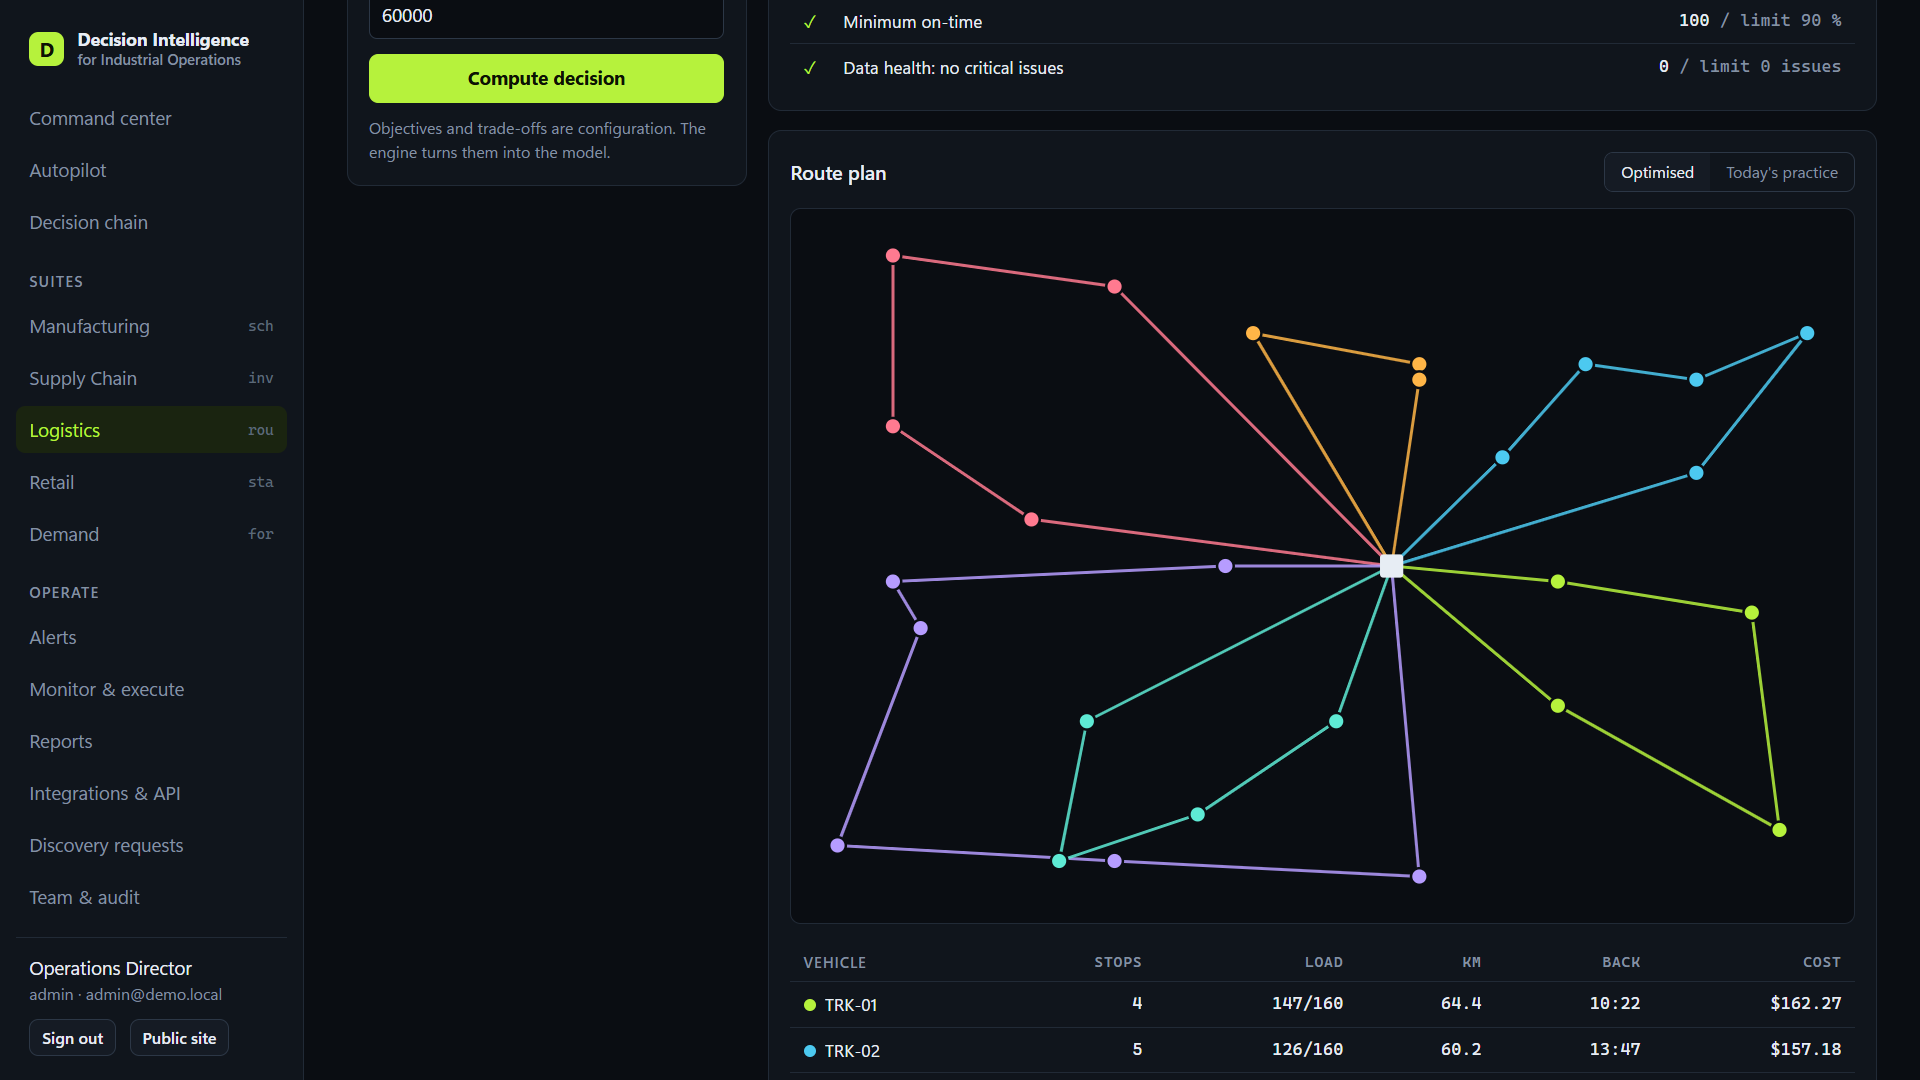 D
Decision Intelligence
for Industrial Operations
Command center
Autopilot
Decision chain
SUITES
Manufacturing sch
Supply Chain inv
Logistics rou
Retail sta
Demand for
OPERATE
Alerts
Monitor & execute
Reports
Integrations & API
Discovery requests
Team & audit
Operations Director
admin · admin@demo.local
Sign out Public site
60000
Compute decision
Objectives and trade-offs are configuration. The
engine turns them into the model.
✓ Minimum on-time 100 / limit 90 %
✓ Data health: no critical issues 0 / limit 0 issues
Route plan Optimised Today's practice
VEHICLE STOPS LOAD KM BACK COST
TRK-01 4 147/160 64.4 10:22 $162.27
TRK-02 5 126/160 60.2 13:47 $157.18